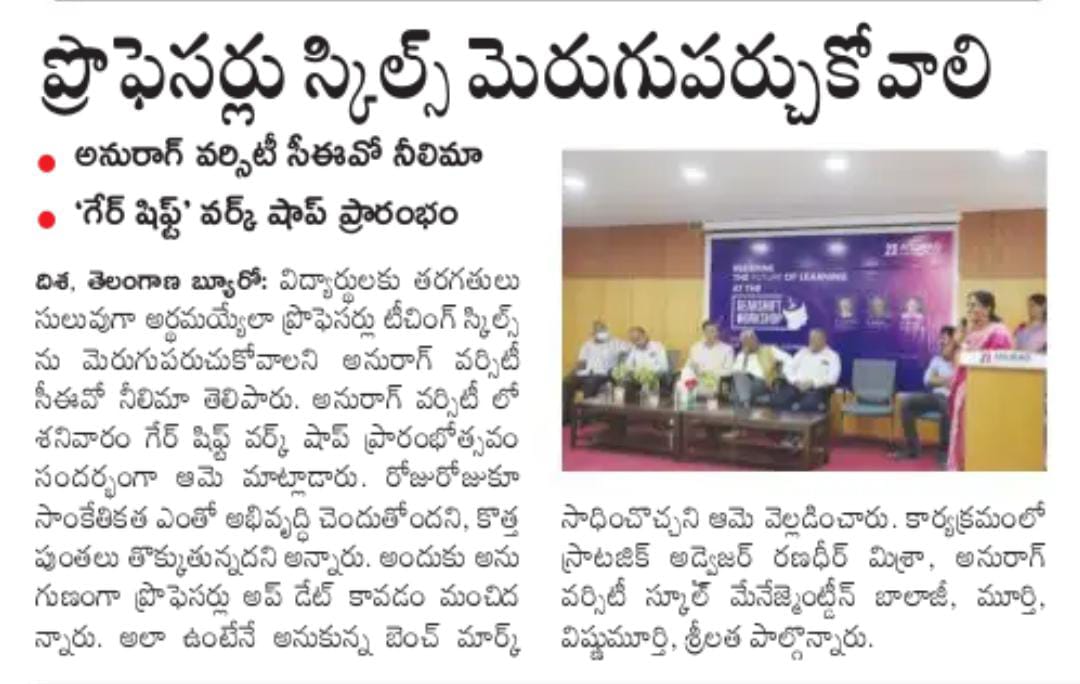 ప్రొఫెసర్లు స్కిల్స్ మెరుగుపర్చుకోవాలి
• అనురాగ్ వర్సిటీ సీఈవో నీలిమా
• ‘గేర్ షిఫ్ట్’ వర్క్ షాప్ ప్రారంభం
దిశ, తెలంగాణ బ్యూరో: విద్యార్థులకు తరగతులు
సులువుగా అర్థమయ్యేలా ప్రొఫెసర్లు టీచింగ్ స్కిల్స్
ను మెరుగుపరుచుకోవాలని అనురాగ్ వర్సిటీ
సీఈవో నీలిమా తెలిపారు. అనురాగ్ వర్సిటీ లో
శనివారం గేర్ షిఫ్ట్ వర్క్ షాప్ ప్రారంభోత్సవం
సందర్భంగా ఆమె మాట్లాడారు. రోజురోజుకూ
సాంకేతికత ఎంతో అభివృద్ధి చెందుతోందని, కొత్త
పుంతలు తొక్కుతున్నదని అన్నారు. అందుకు అను
గుణంగా ప్రొఫెసర్లు అప్ డేట్ కావడం మంచిద
న్నారు. అలా ఉంటేనే అనుకున్న బెంచ్ మార్క్
THE FUTURE OF LEARNING
AT THE
GEARSHIFT
WORKSHOP
ANURAG
సాధించొచ్చని ఆమె వెల్లడించారు. కార్యక్రమంలో
స్ట్రాటజిక్ అడ్వైజర్ రణధీర్ మిశ్రా, అనురాగ్
వర్సిటీ స్కూల్ మేనేజ్మెంట్డీన్ బాలాజీ, మూర్తి,
విష్ణుమూర్తి, శ్రీలత పాల్గొన్నారు.